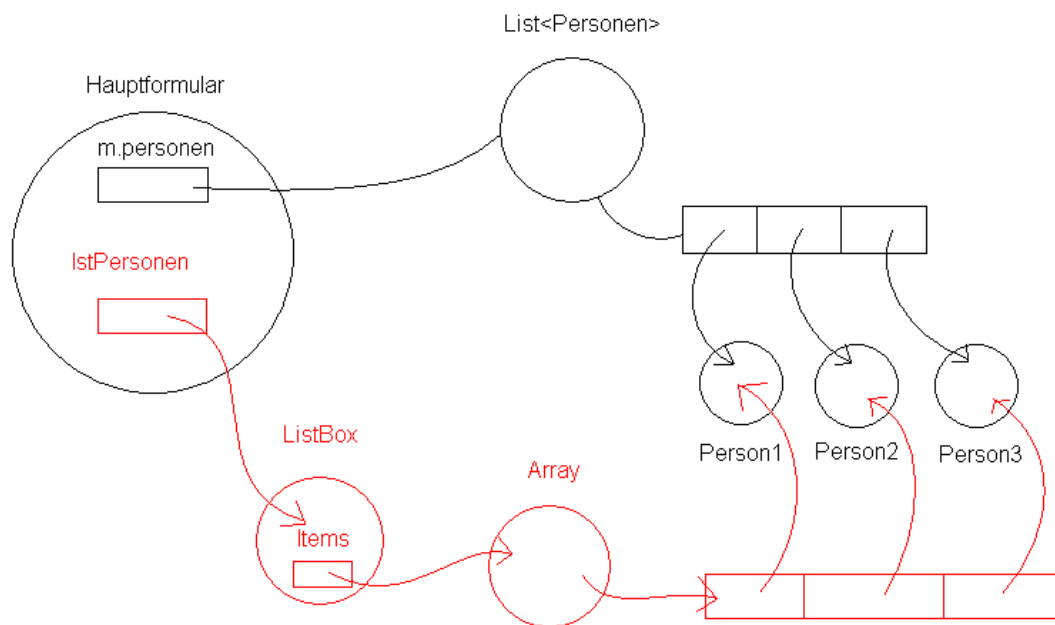 List<Personen>
Hauptformular
m.personen
lstPersonen
ListBox
Items
Array
Person1
Person2
Person3